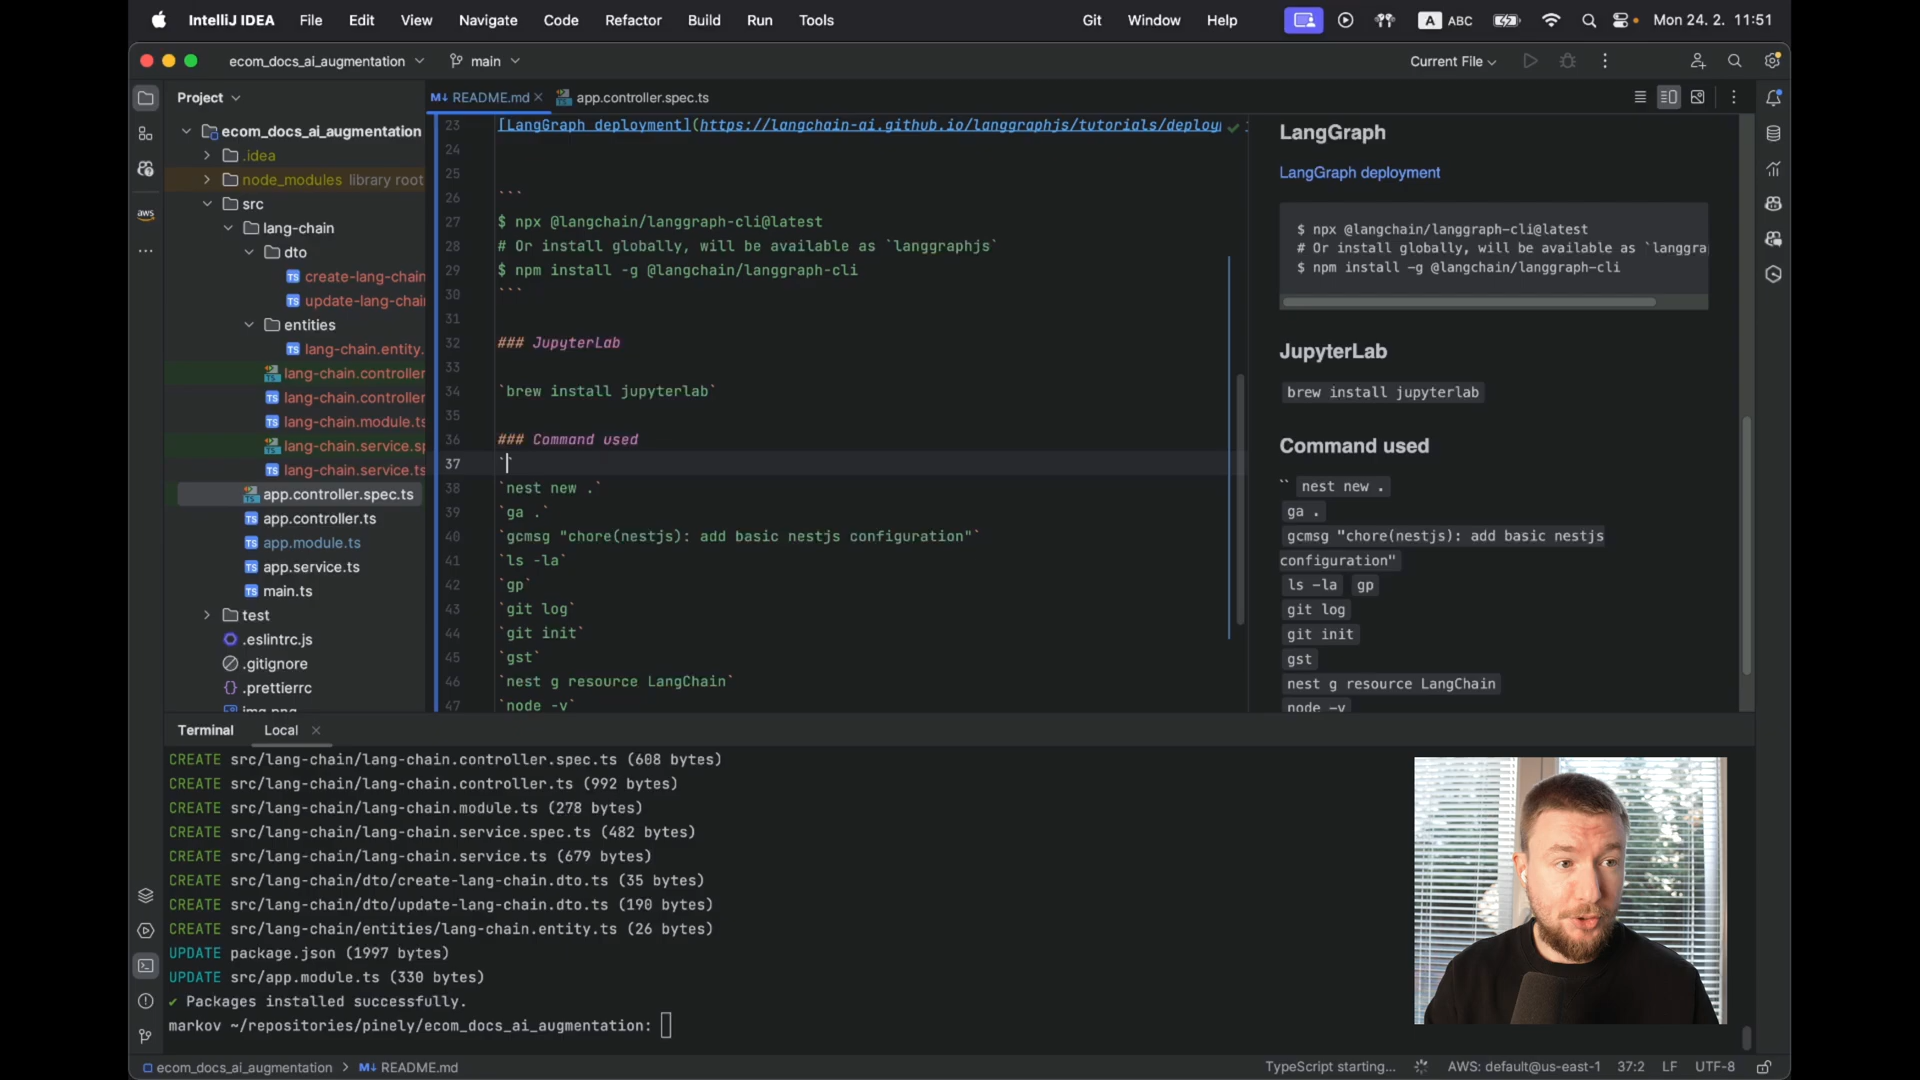 IntelliJ IDEA File Edit View Navigate Code Refactor Build Run Tools Git Window Help A ABC Mon 24. 2. 11:51
ecom_docs_ai_augmentation main Current File
Project
README.md app.controller.spec.ts
ecom_docs_ai_augmentation
.idea
node_modules library root
src
lang-chain
dto
create-lang-chain
update-lang-chai
entities
lang-chain.entity.
lang-chain.controller
lang-chain.controller
lang-chain.module.ts
lang-chain.service.sp
lang-chain.service.ts
app.controller.spec.ts
app.controller.ts
app.module.ts
app.service.ts
main.ts
test
.eslintrc.js
.gitignore
.prettierrc
img.png
aws
23 [LangGraph deployment](https://langchain-ai.github.io/langgraphjs/tutorials/deploy
24
25
26 ```
27 $ npx @langchain/langgraph-cli@latest
28 # Or install globally, will be available as `langgraphjs`
29 $ npm install -g @langchain/langgraph-cli
30 ```
31
32 ### JupyterLab
33
34 `brew install jupyterlab`
35
36 ### Command used
37 ``
38 `nest new .`
39 `ga .`
40 `gcmsg "chore(nestjs): add basic nestjs configuration"`
41 `ls -la`
42 `gp`
43 `git log`
44 `git init`
45 `gst`
46 `nest g resource LangChain`
47 `node -v`
LangGraph
LangGraph deployment
$ npx @langchain/langgraph-cli@latest
# Or install globally, will be available as `langgra
$ npm install -g @langchain/langgraph-cli
JupyterLab
brew install jupyterlab
Command used
`` nest new .
ga .
gcmsg "chore(nestjs): add basic nestjs
configuration"
ls -la gp
git log
git init
gst
nest g resource LangChain
node -v
Terminal Local
CREATE src/lang-chain/lang-chain.controller.spec.ts (608 bytes)
CREATE src/lang-chain/lang-chain.controller.ts (992 bytes)
CREATE src/lang-chain/lang-chain.module.ts (278 bytes)
CREATE src/lang-chain/lang-chain.service.spec.ts (482 bytes)
CREATE src/lang-chain/lang-chain.service.ts (679 bytes)
CREATE src/lang-chain/dto/create-lang-chain.dto.ts (35 bytes)
CREATE src/lang-chain/dto/update-lang-chain.dto.ts (190 bytes)
CREATE src/lang-chain/entities/lang-chain.entity.ts (26 bytes)
UPDATE package.json (1997 bytes)
UPDATE src/app.module.ts (330 bytes)
✔ Packages installed successfully.
markov ~/repositories/pinely/ecom_docs_ai_augmentation:
ecom_docs_ai_augmentation > README.md TypeScript starting... AWS: default@us-east-1 37:2 LF UTF-8